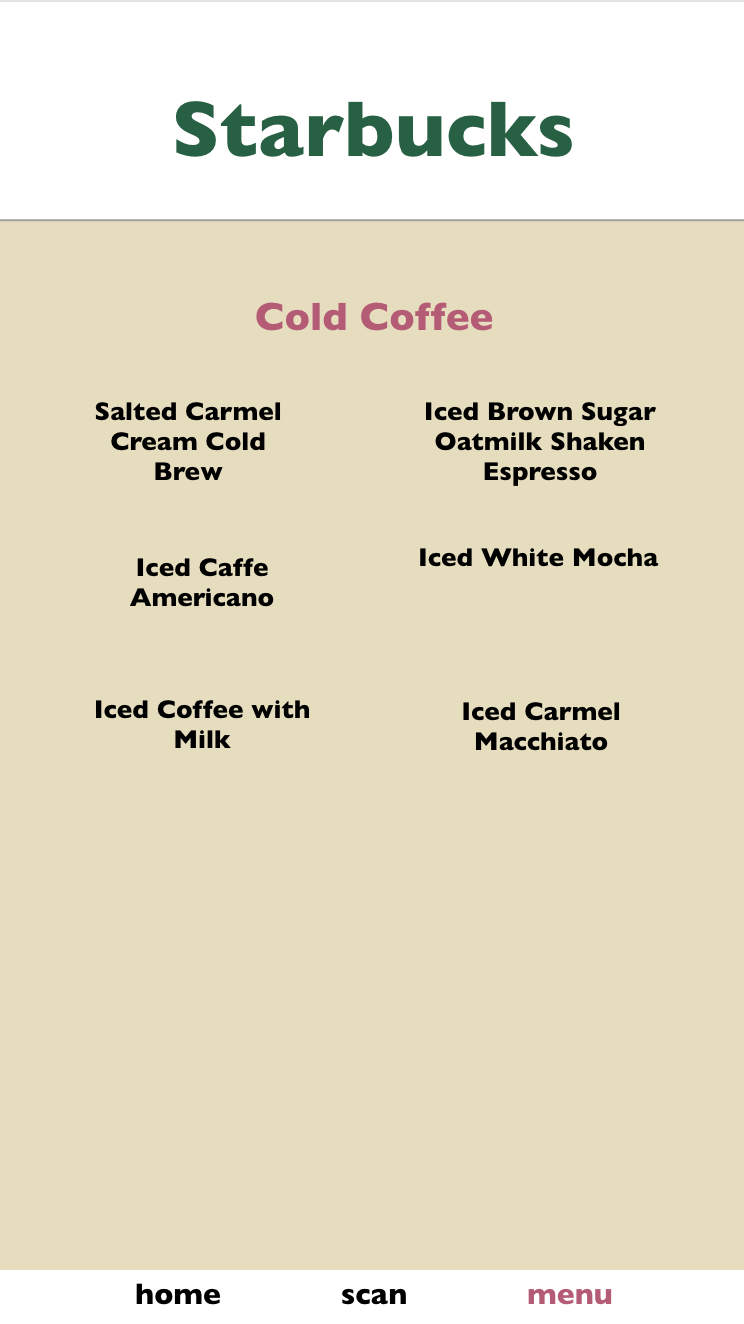 Starbucks
Cold Coffee
Salted Carmel
Cream Cold
Brew
Iced Brown Sugar
Oatmilk Shaken
Espresso
Iced Caffe
Americano
Iced White Mocha
Iced Coffee with
Milk
Iced Carmel
Macchiato
home scan menu